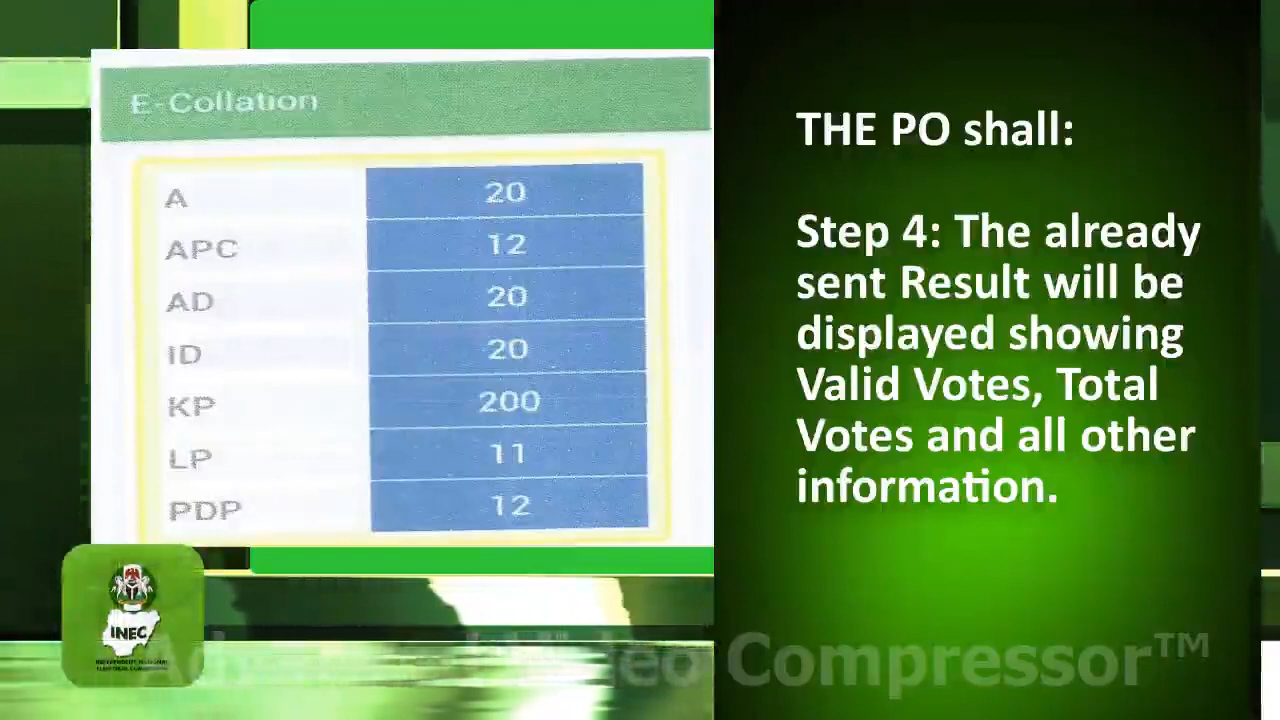 E-Collation
A 20
APC 12
AD 20
ID 20
KP 200
LP 11
PDP 12
THE PO shall:
Step 4: The already
sent Result will be
displayed showing
Valid Votes, Total
Votes and all other
information.
INEC
Video Compressor™